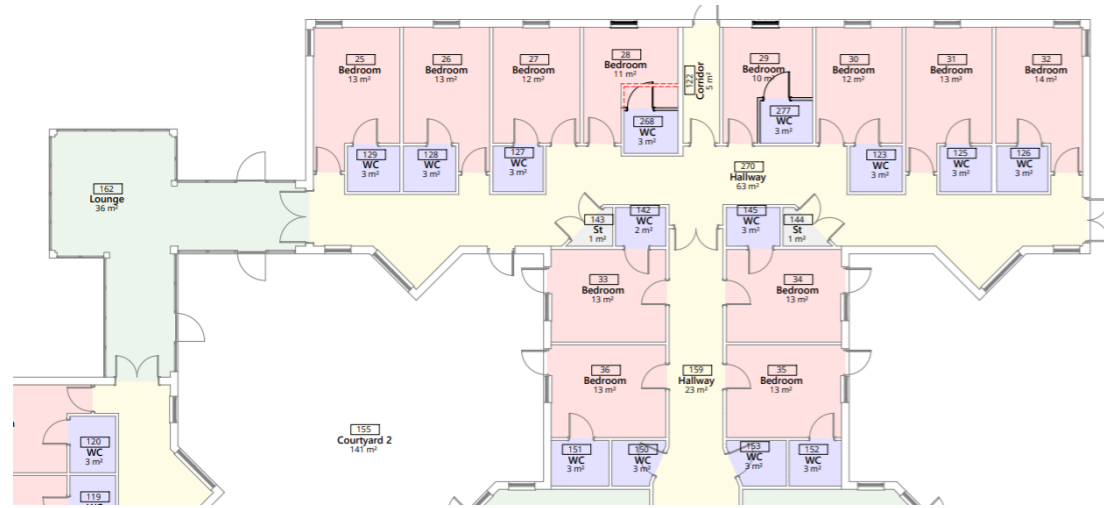 25
Bedroom
13 m²
26
Bedroom
13 m²
27
Bedroom
12 m²
28
Bedroom
11 m²
122
Corridor
5 m²
29
Bedroom
10 m²
30
Bedroom
12 m²
31
Bedroom
13 m²
32
Bedroom
14 m²
268
WC
3 m²
277
WC
3 m²
129
WC
3 m²
128
WC
3 m²
127
WC
3 m²
270
Hallway
63 m²
123
WC
3 m²
125
WC
3 m²
126
WC
3 m²
162
Lounge
36 m²
143
St
1 m²
142
WC
2 m²
145
WC
3 m²
144
St
1 m²
33
Bedroom
13 m²
34
Bedroom
13 m²
36
Bedroom
13 m²
159
Hallway
23 m²
35
Bedroom
13 m²
155
Courtyard 2
141 m²
120
WC
3 m²
151
WC
3 m²
150
WC
3 m²
153
WC
3 m²
152
WC
3 m²
119
WC